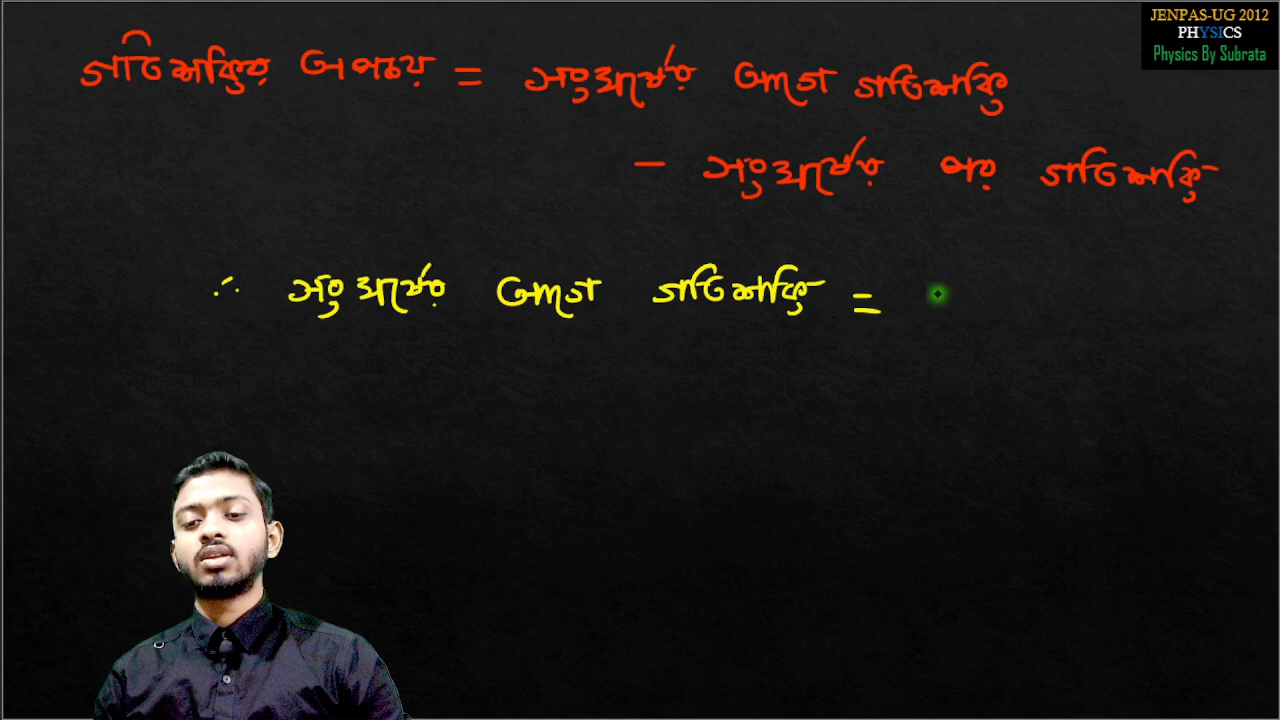 JENPAS-UG 2012
PHYSICS
Physics By Subrata
গতিশক্তির অপচয় = সংঘর্ষের আগে গতিশক্তি
− সংঘর্ষের পর গতিশক্তি
∴ সংঘর্ষের আগে গতিশক্তি =